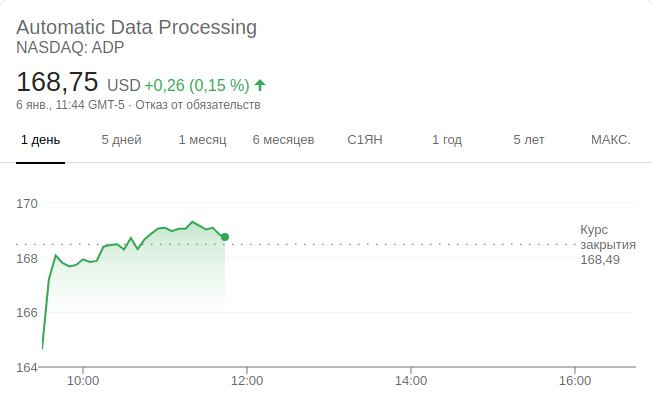 Automatic Data Processing
NASDAQ: ADP
168,75 USD +0,26 (0,15 %)
6 янв., 11:44 GMT-5 · Отказ от обязательств
1 день 5 дней 1 месяц 6 месяцев С1ЯН 1 год 5 лет МАКС.
170
168
166
164
Курс
закрытия
168,49
10:00 12:00 14:00 16:00